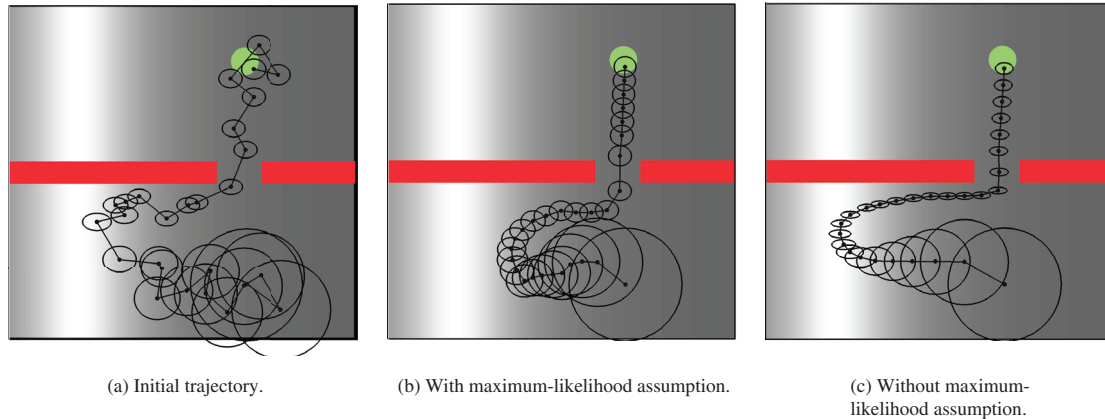 (a) Initial trajectory.
(b) With maximum-likelihood assumption.
(c) Without maximum-
likelihood assumption.